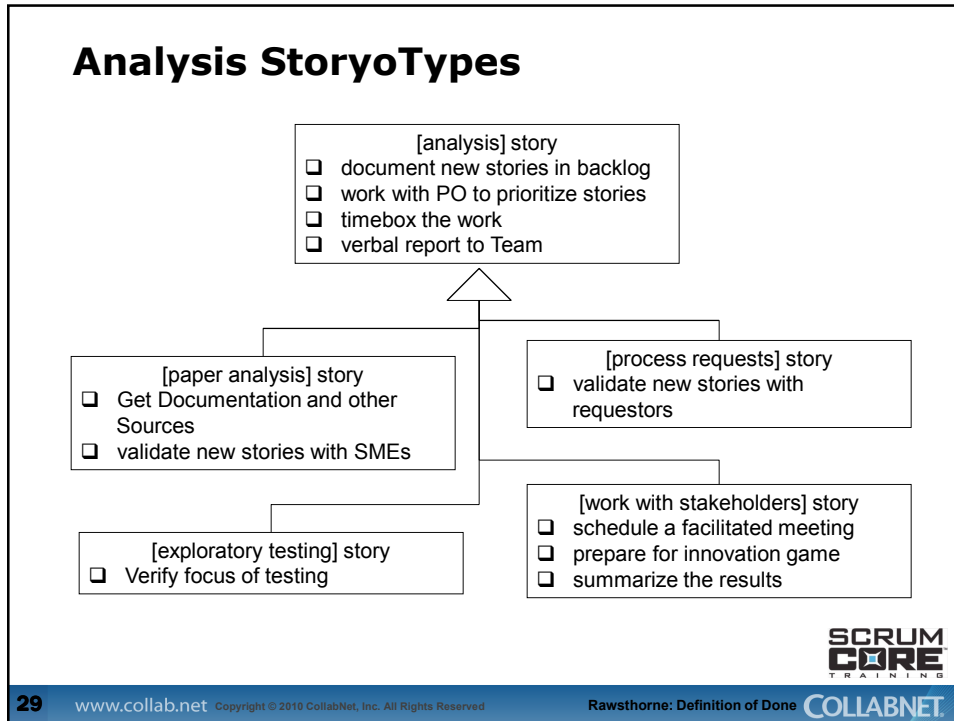 Analysis StoryoTypes
[analysis] story
❑ document new stories in backlog
❑ work with PO to prioritize stories
❑ timebox the work
❑ verbal report to Team
[paper analysis] story
❑ Get Documentation and other
Sources
❑ validate new stories with SMEs
[process requests] story
❑ validate new stories with
requestors
[exploratory testing] story
❑ Verify focus of testing
[work with stakeholders] story
❑ schedule a facilitated meeting
❑ prepare for innovation game
❑ summarize the results
SCRUM
CORE™
TRAINING
29 www.collab.net Copyright © 2010 CollabNet, Inc. All Rights Reserved Rawsthorne: Definition of Done COLLABNET.